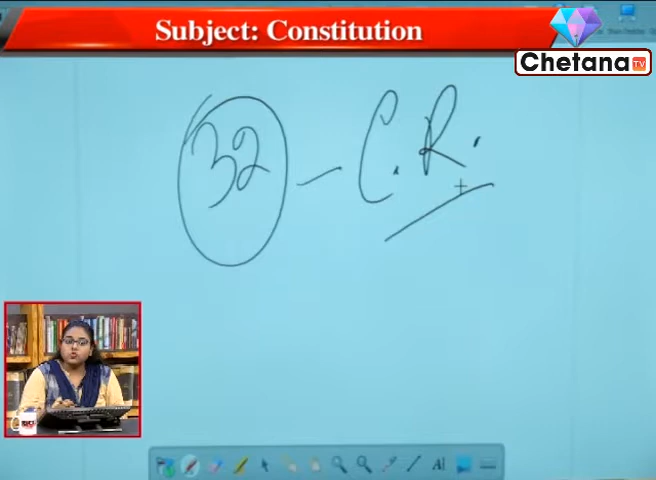 Subject: Constitution
Chetana TV
32 — C.R.